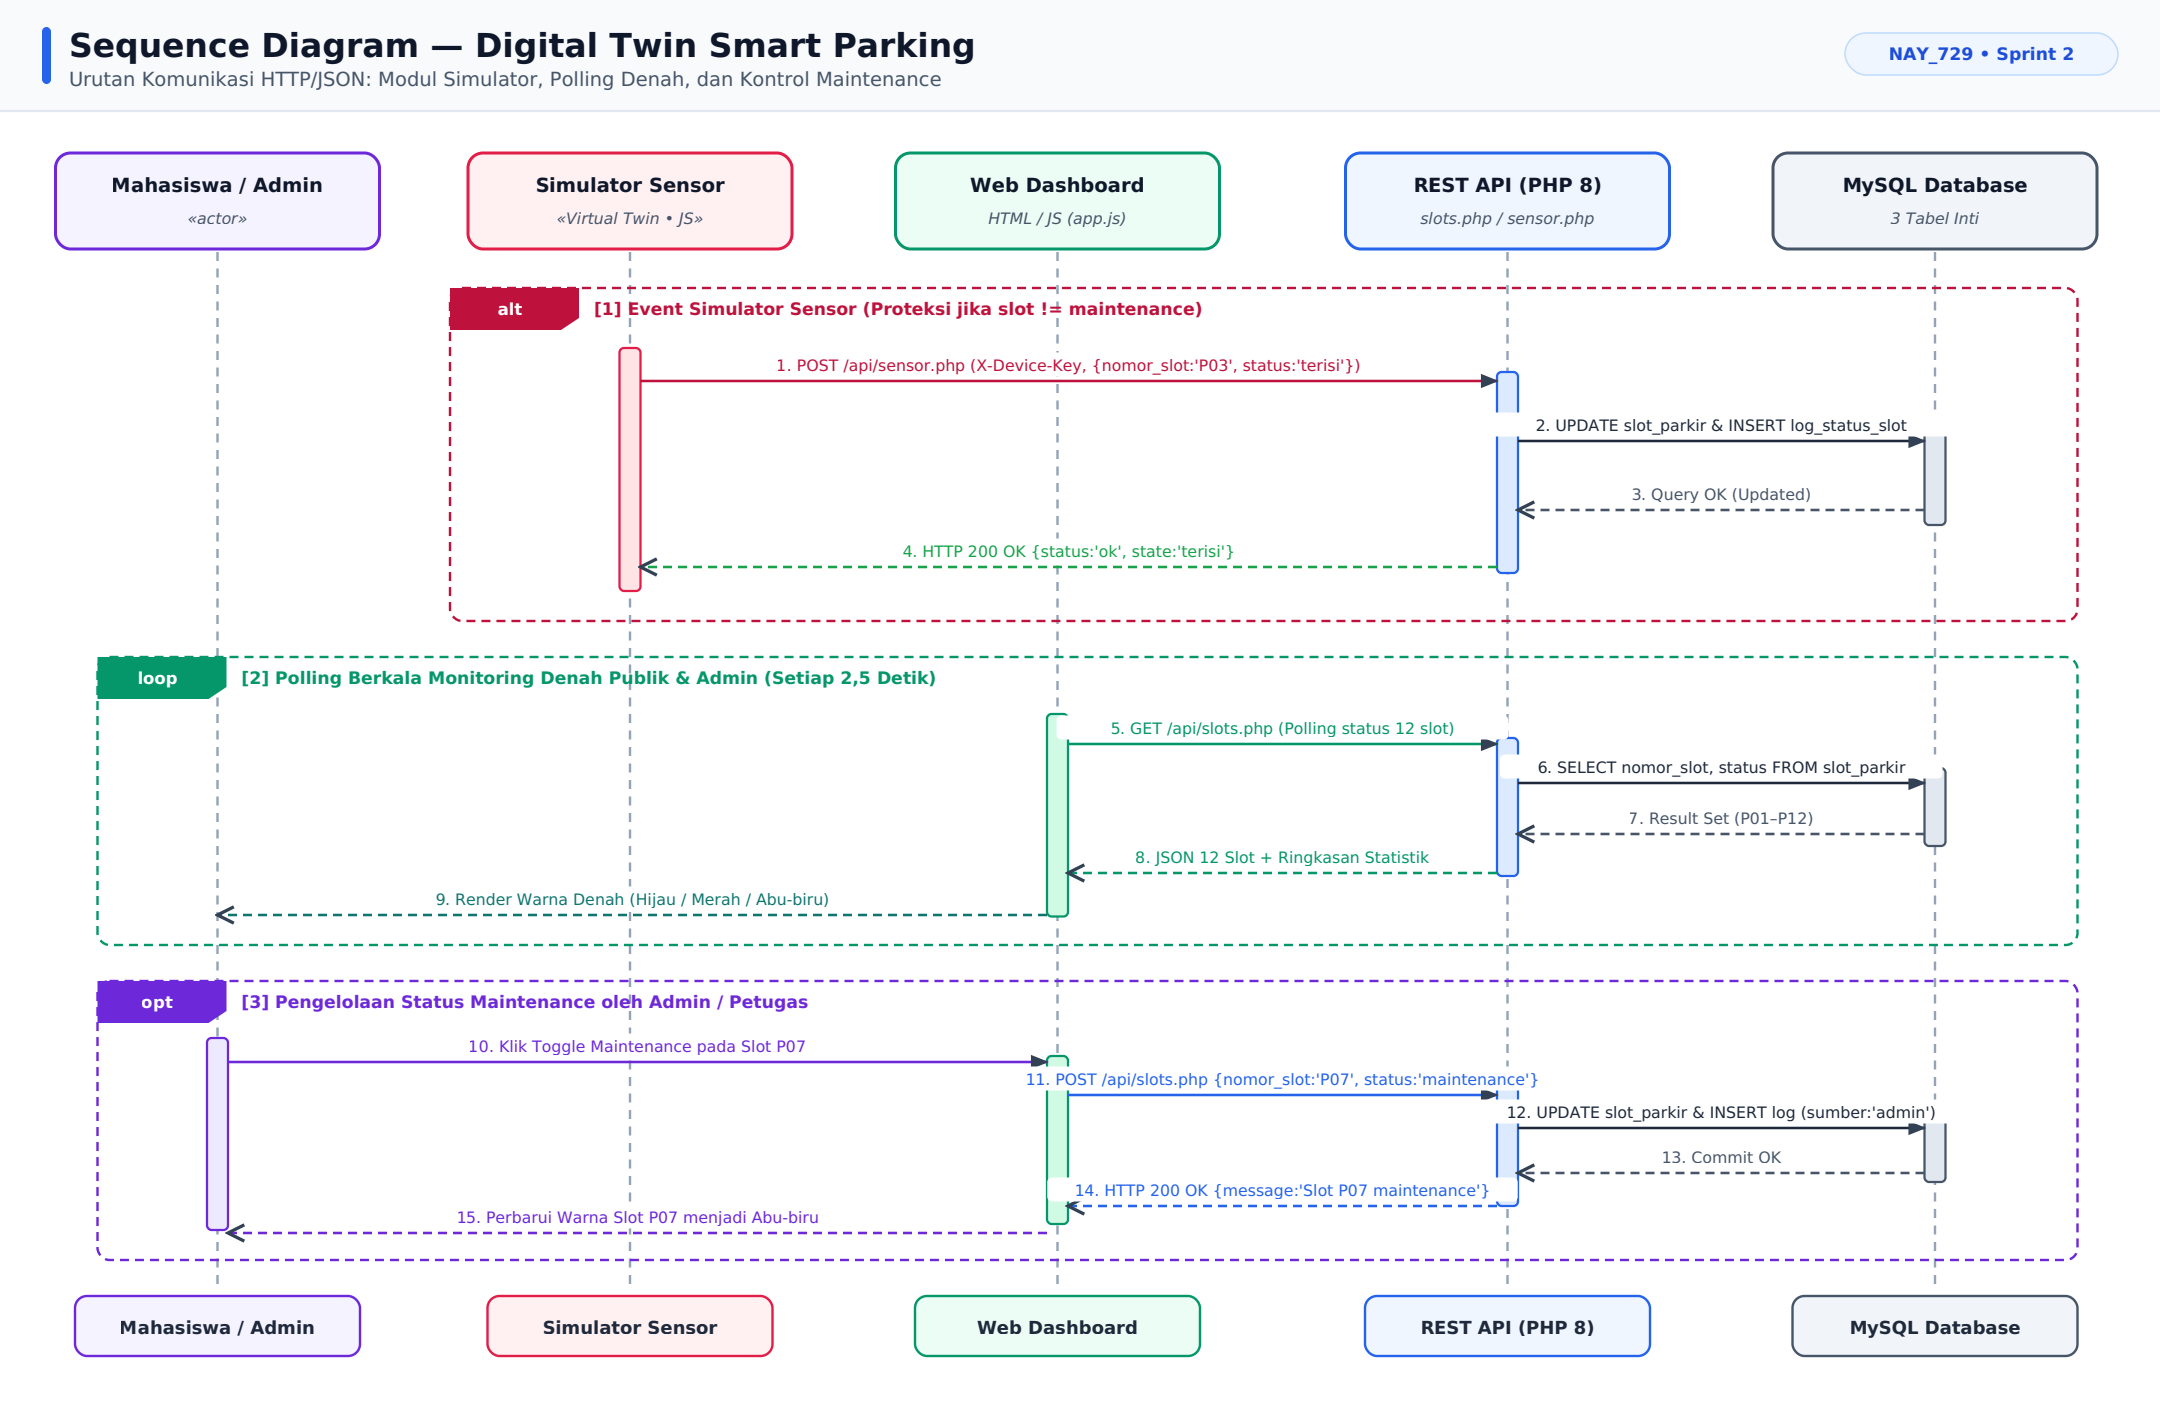 Sequence Diagram — Digital Twin Smart Parking
Urutan Komunikasi HTTP/JSON: Modul Simulator, Polling Denah, dan Kontrol Maintenance
NAY_729 • Sprint 2
Mahasiswa / Admin
«actor»
Simulator Sensor
«Virtual Twin • JS»
Web Dashboard
HTML / JS (app.js)
REST API (PHP 8)
slots.php / sensor.php
MySQL Database
3 Tabel Inti
alt
[1] Event Simulator Sensor (Proteksi jika slot != maintenance)
1. POST /api/sensor.php (X-Device-Key, {nomor_slot:'P03', status:'terisi'})
2. UPDATE slot_parkir & INSERT log_status_slot
3. Query OK (Updated)
4. HTTP 200 OK {status:'ok', state:'terisi'}
loop
[2] Polling Berkala Monitoring Denah Publik & Admin (Setiap 2,5 Detik)
5. GET /api/slots.php (Polling status 12 slot)
6. SELECT nomor_slot, status FROM slot_parkir
7. Result Set (P01–P12)
8. JSON 12 Slot + Ringkasan Statistik
9. Render Warna Denah (Hijau / Merah / Abu-biru)
opt
[3] Pengelolaan Status Maintenance oleh Admin / Petugas
10. Klik Toggle Maintenance pada Slot P07
11. POST /api/slots.php {nomor_slot:'P07', status:'maintenance'}
12. UPDATE slot_parkir & INSERT log (sumber:'admin')
13. Commit OK
14. HTTP 200 OK {message:'Slot P07 maintenance'}
15. Perbarui Warna Slot P07 menjadi Abu-biru
Mahasiswa / Admin
Simulator Sensor
Web Dashboard
REST API (PHP 8)
MySQL Database